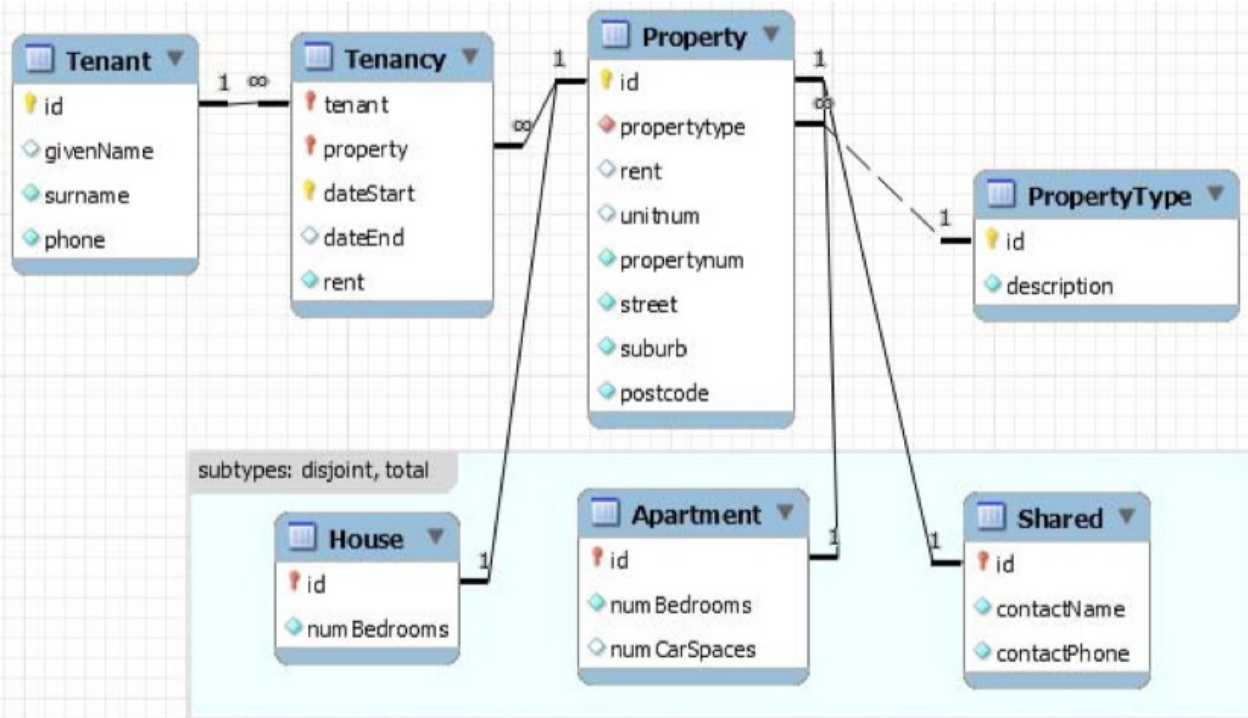 Tenant
id
givenName
surname
phone
1 ∞
Tenancy
tenant
property
dateStart
dateEnd
rent
∞
1
Property
id
propertytype
rent
unitnum
propertynum
street
suburb
postcode
1
∞
1
PropertyType
id
description
subtypes: disjoint, total
House
id
numBedrooms
1
Apartment
id
numBedrooms
numCarSpaces
1
Shared
id
contactName
contactPhone
1